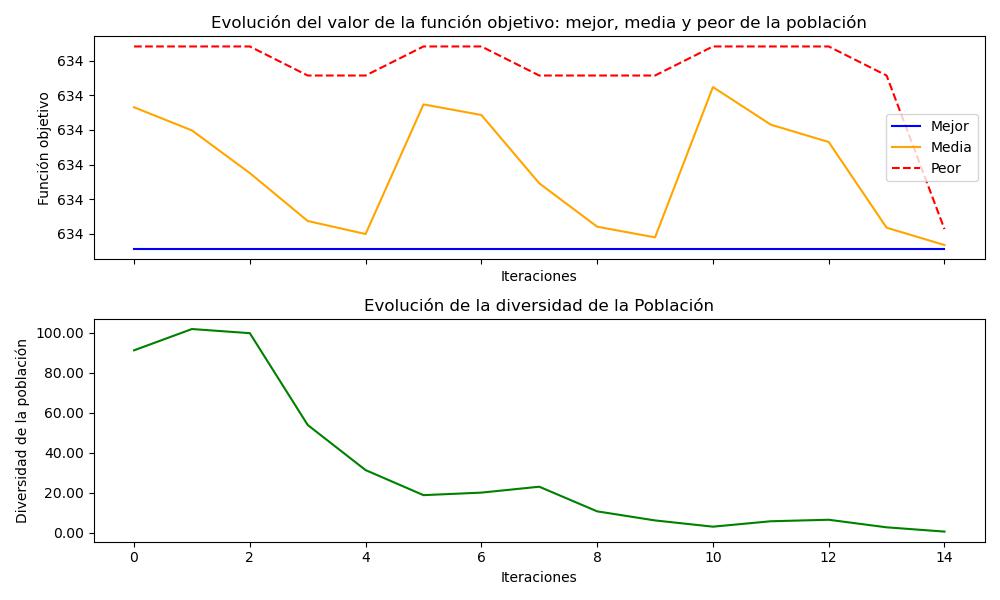 Evolución del valor de la función objetivo: mejor, media y peor de la población
Función objetivo
634
634
634
634
634
634
Mejor
Media
Peor
Iteraciones
Evolución de la diversidad de la Población
Diversidad de la población
100.00
80.00
60.00
40.00
20.00
0.00
0 2 4 6 8 10 12 14
Iteraciones